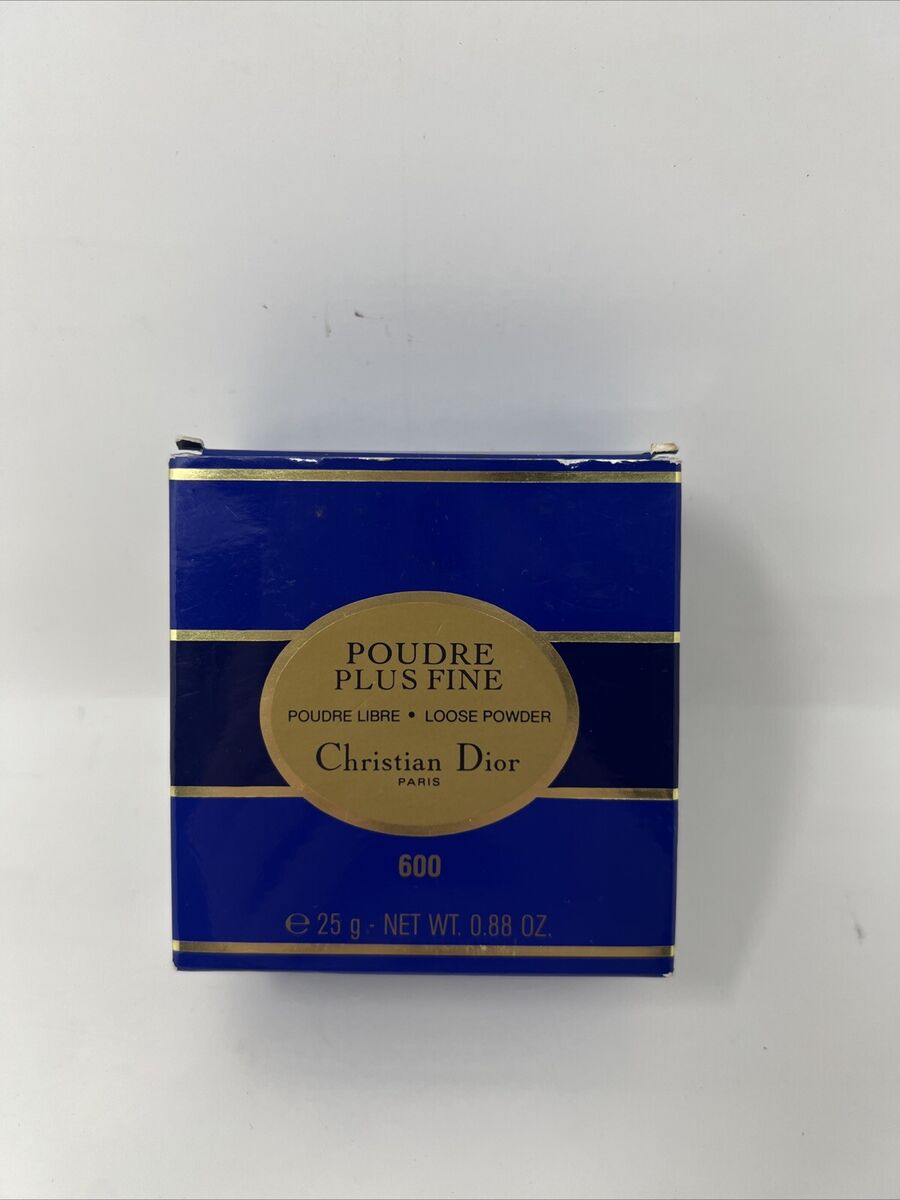 POUDRE
PLUS FINE
POUDRE LIBRE • LOOSE POWDER
Christian Dior
PARIS
600
℮ 25 g - NET WT. 0.88 OZ.